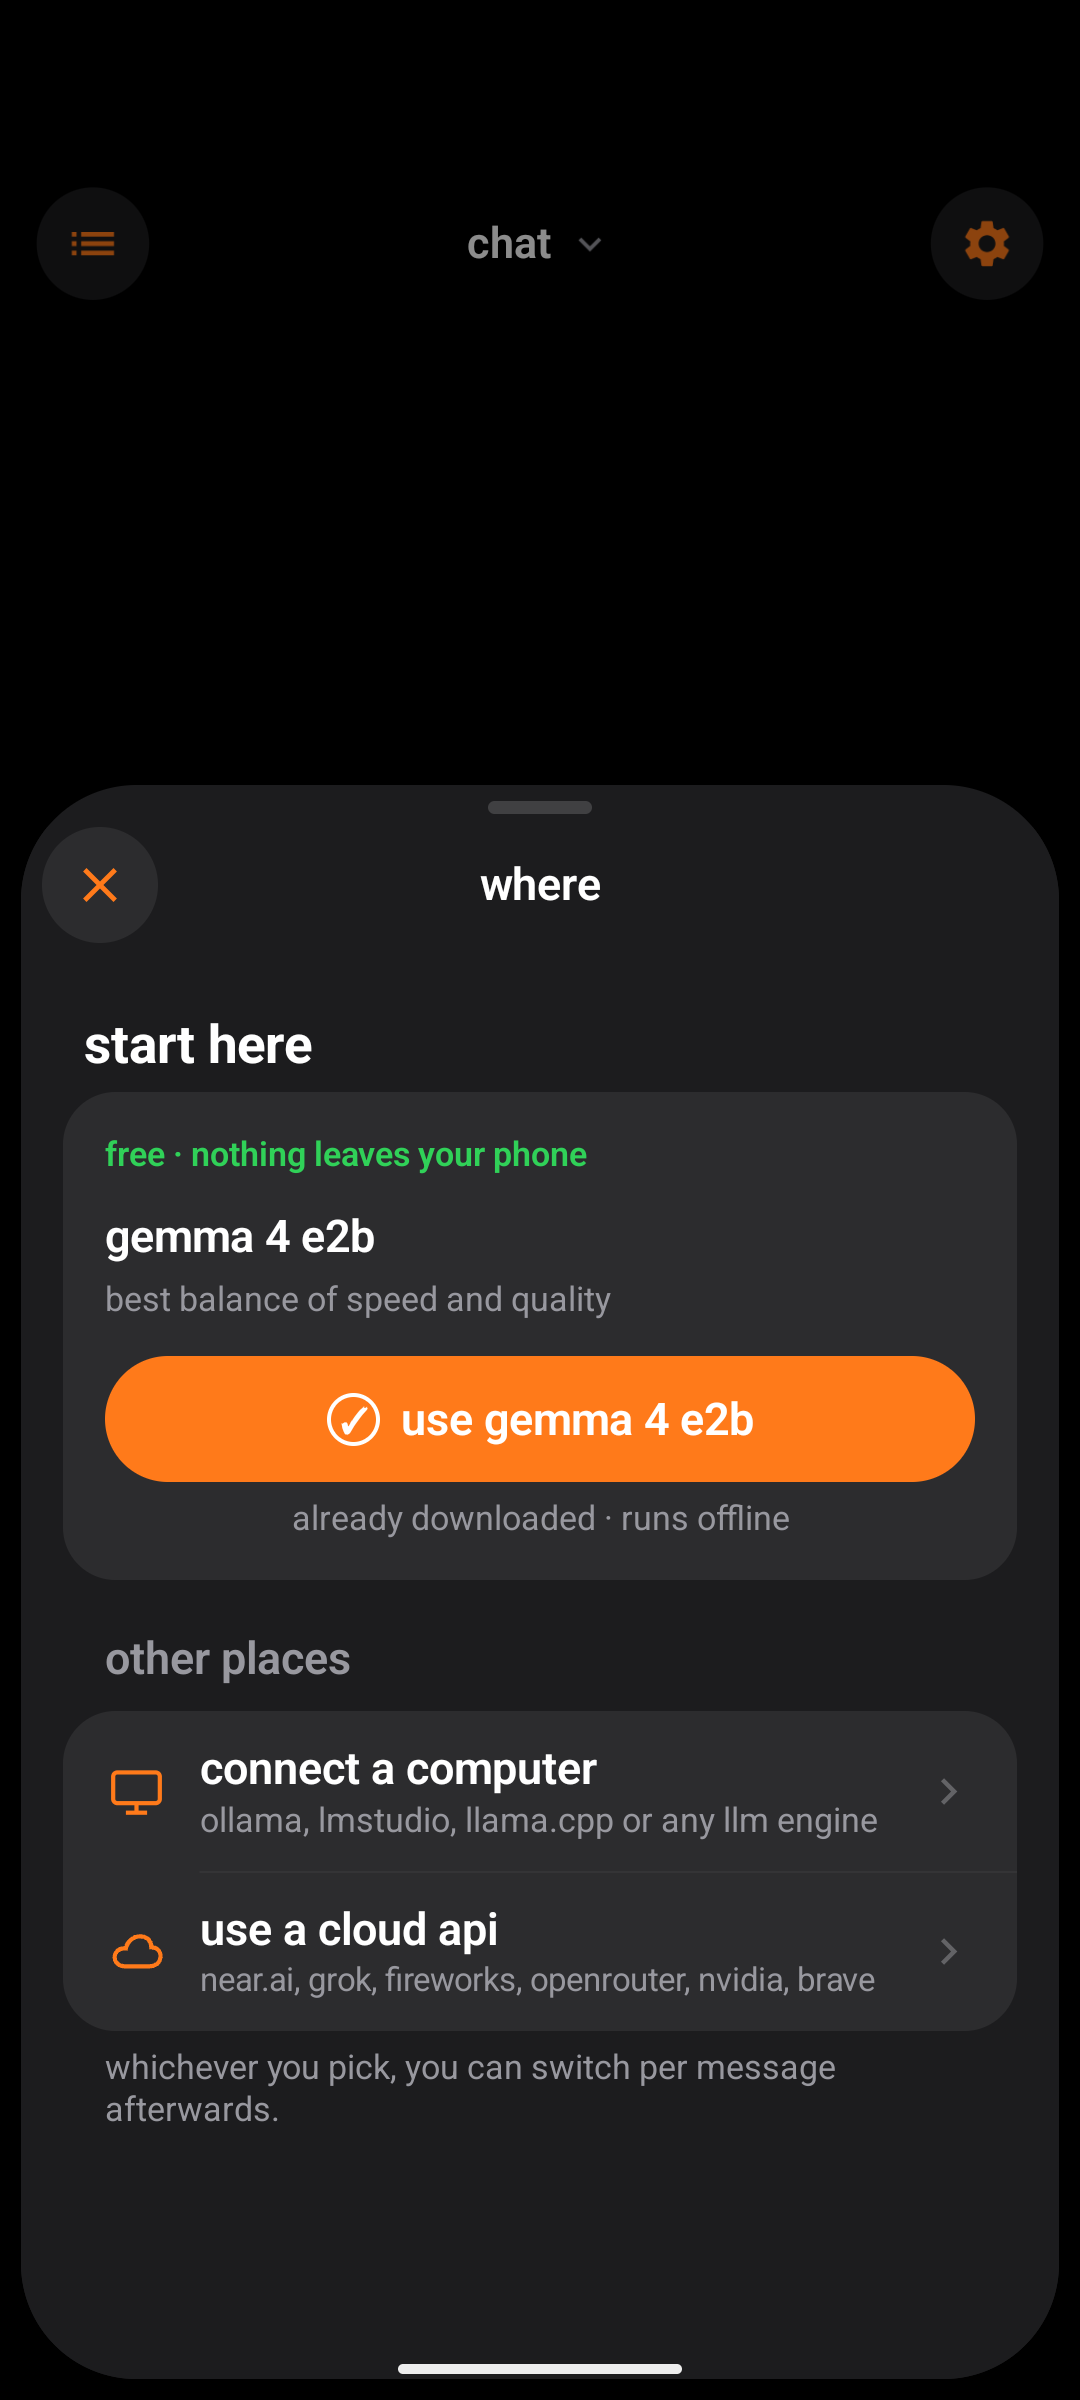 chat
where
start here
free · nothing leaves your phone
gemma 4 e2b
best balance of speed and quality
use gemma 4 e2b
already downloaded · runs offline
other places
connect a computer
ollama, lmstudio, llama.cpp or any llm engine
use a cloud api
near.ai, grok, fireworks, openrouter, nvidia, brave
whichever you pick, you can switch per message
afterwards.